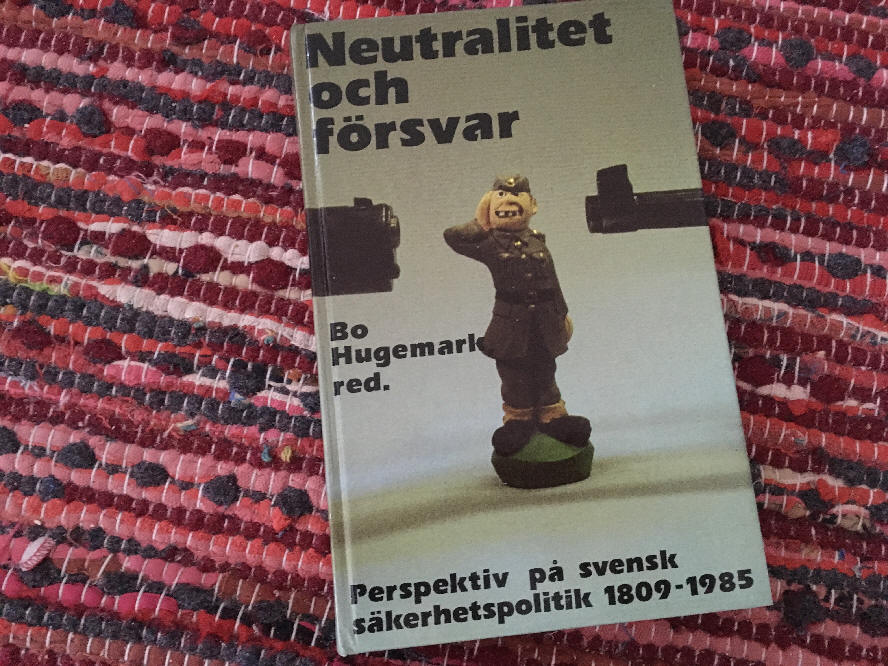 Neutralitet
och
försvar
Bo
Hugemark
red.
Perspektiv på svensk
säkerhetspolitik 1809-1985